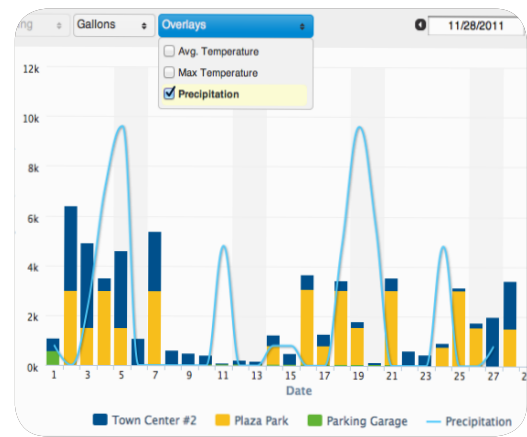 ng Gallons Overlays 11/28/2011
Avg. Temperature
Max Temperature
Precipitation
12k
10k
8k
6k
4k
2k
0k
1 3 5 7 9 11 13 15 17 19 21 23 25 27 2
Date
Town Center #2 Plaza Park Parking Garage Precipitation